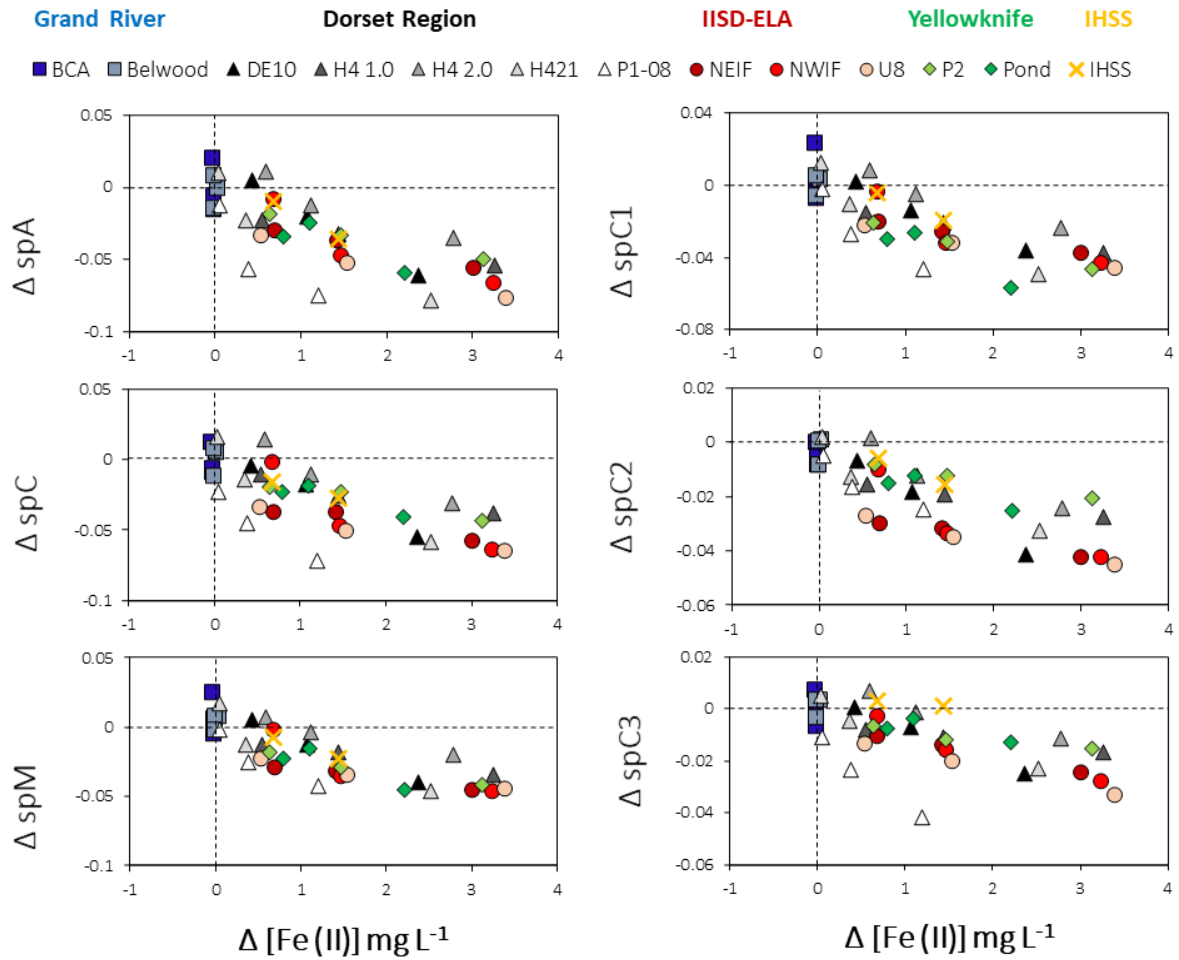 Grand River Dorset Region IISD-ELA Yellowknife IHSS
BCA Belwood DE10 H4 1.0 H4 2.0 H421 P1-08 NEIF NWIF U8 P2 Pond IHSS
Δ spA
0.05
0
-0.05
-0.1
-1 0 1 2 3 4
Δ spC1
0.04
0
-0.04
-0.08
-1 0 1 2 3 4
Δ spC
0.05
0
-0.05
-0.1
-1 0 1 2 3 4
Δ spC2
0.02
0
-0.02
-0.04
-0.06
-1 0 1 2 3 4
Δ spM
0.05
0
-0.05
-0.1
-1 0 1 2 3 4
Δ [Fe (II)] mg L⁻¹
Δ spC3
0.02
0
-0.02
-0.04
-0.06
-1 0 1 2 3 4
Δ [Fe (II)] mg L⁻¹